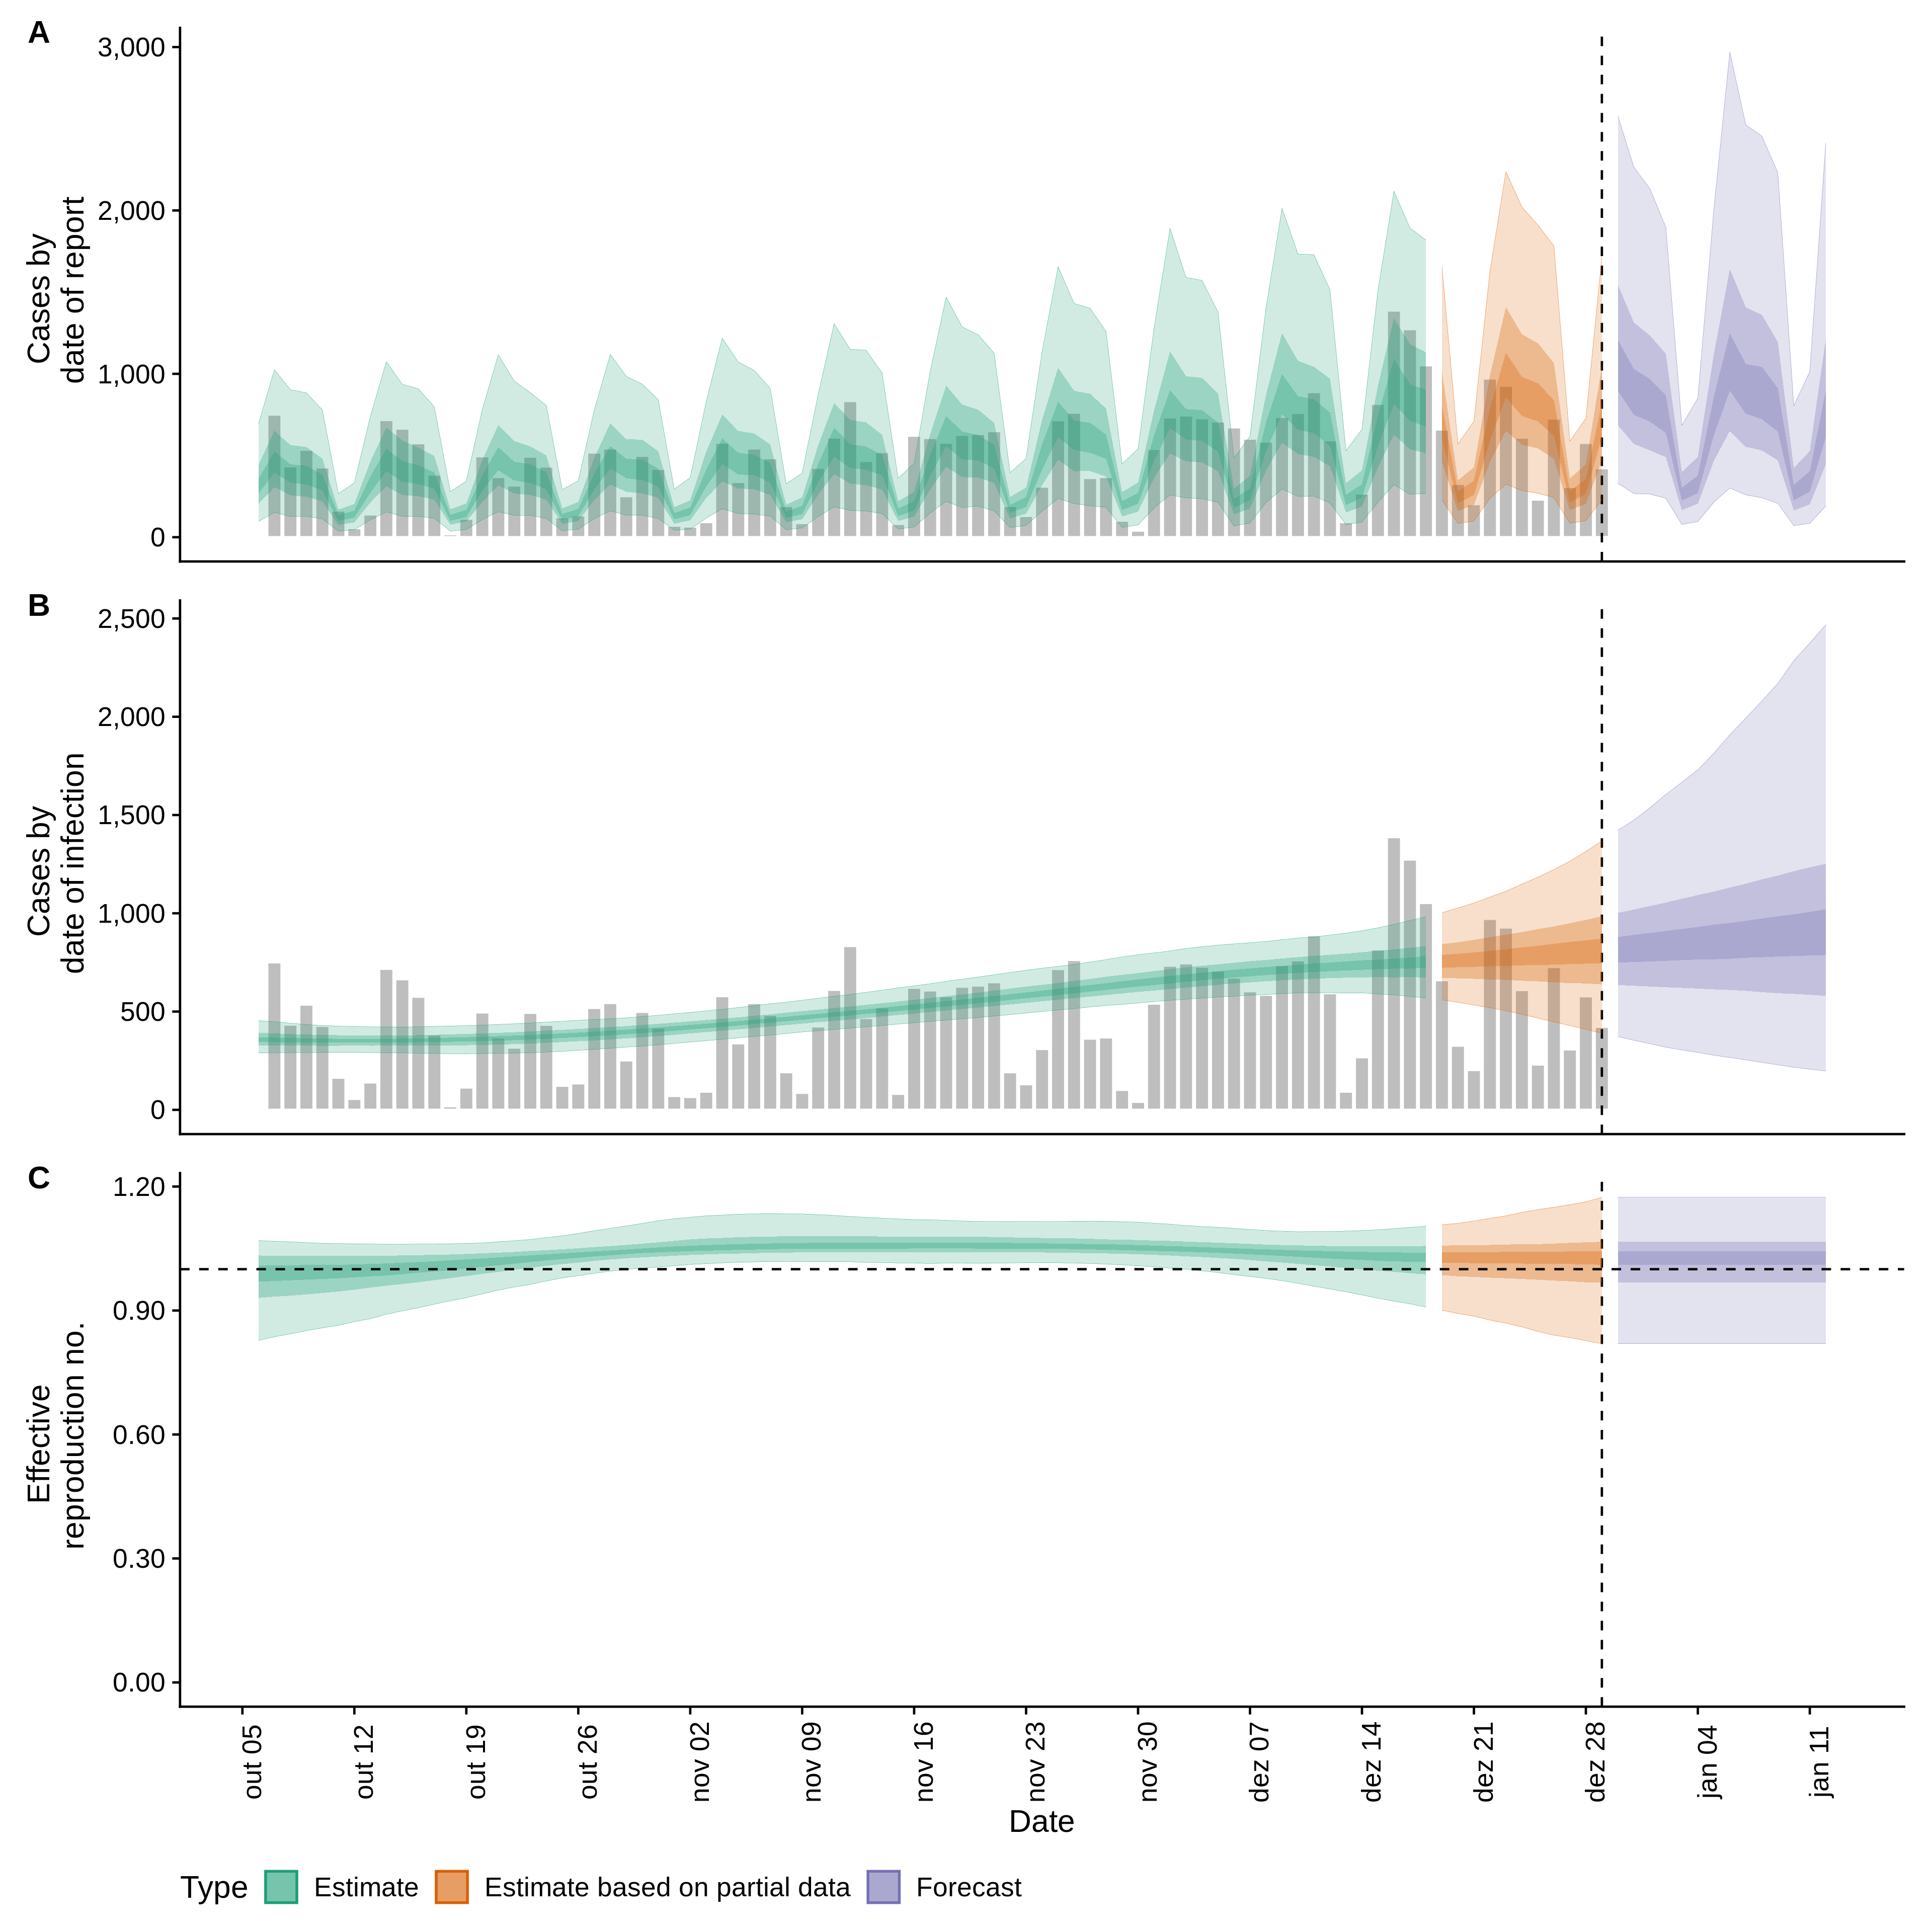 A
3,000
2,000
1,000
0
Cases by
date of report
B
2,500
2,000
1,500
1,000
500
0
Cases by
date of infection
C
1.20
0.90
0.60
0.30
0.00
Effective
reproduction no.
out 05
out 12
out 19
out 26
nov 02
nov 09
nov 16
nov 23
nov 30
dez 07
dez 14
dez 21
dez 28
jan 04
jan 11
Date
Type Estimate Estimate based on partial data Forecast